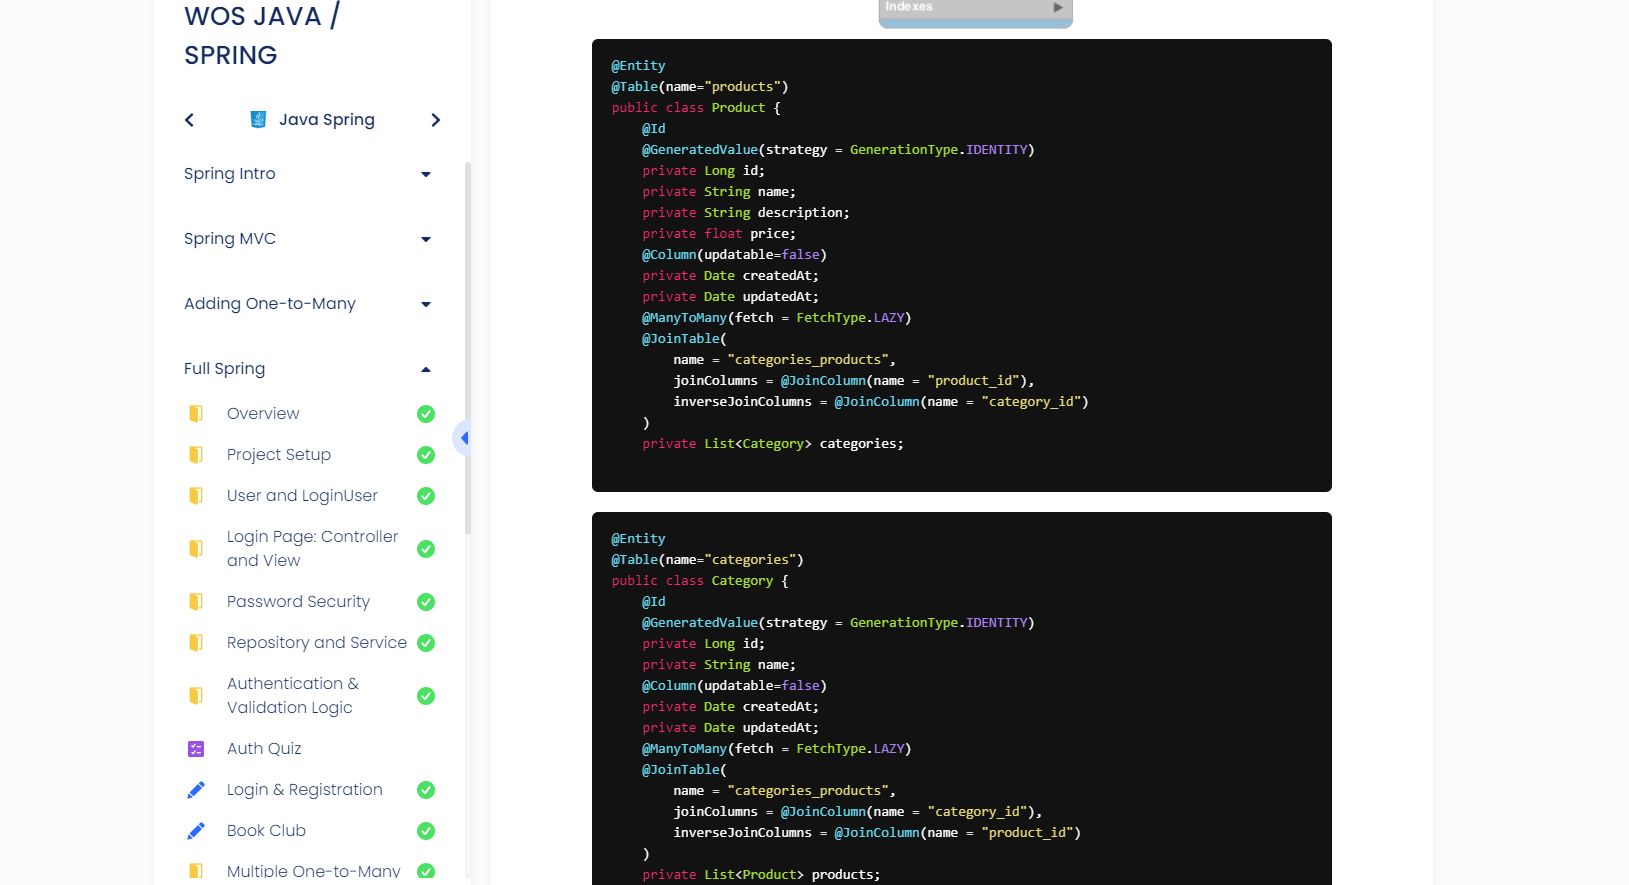 WOS JAVA /
SPRING
Java Spring
Spring Intro
Spring MVC
Adding One-to-Many
Full Spring
Overview
Project Setup
User and LoginUser
Login Page: Controller
and View
Password Security
Repository and Service
Authentication &
Validation Logic
Auth Quiz
Login & Registration
Book Club
Multiple One-to-Many
Indexes
@Entity
@Table(name="products")
public class Product {
    @Id
    @GeneratedValue(strategy = GenerationType.IDENTITY)
    private Long id;
    private String name;
    private String description;
    private float price;
    @Column(updatable=false)
    private Date createdAt;
    private Date updatedAt;
    @ManyToMany(fetch = FetchType.LAZY)
    @JoinTable(
        name = "categories_products",
        joinColumns = @JoinColumn(name = "product_id"),
        inverseJoinColumns = @JoinColumn(name = "category_id")
    )
    private List<Category> categories;
@Entity
@Table(name="categories")
public class Category {
    @Id
    @GeneratedValue(strategy = GenerationType.IDENTITY)
    private Long id;
    private String name;
    @Column(updatable=false)
    private Date createdAt;
    private Date updatedAt;
    @ManyToMany(fetch = FetchType.LAZY)
    @JoinTable(
        name = "categories_products",
        joinColumns = @JoinColumn(name = "category_id"),
        inverseJoinColumns = @JoinColumn(name = "product_id")
    )
    private List<Product> products;